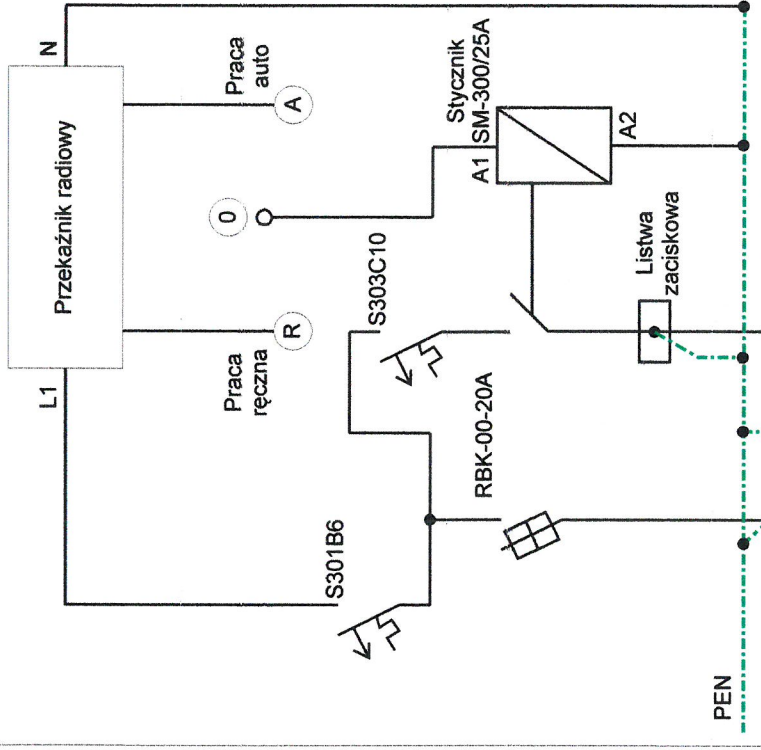 Przekaźnik radiowy
L1
N
Praca
ręczna
R
0
A
Praca
auto
S301B6
S303C10
RBK-00-20A
A1
Stycznik
SM-300/25A
A2
Listwa
zaciskowa
PEN